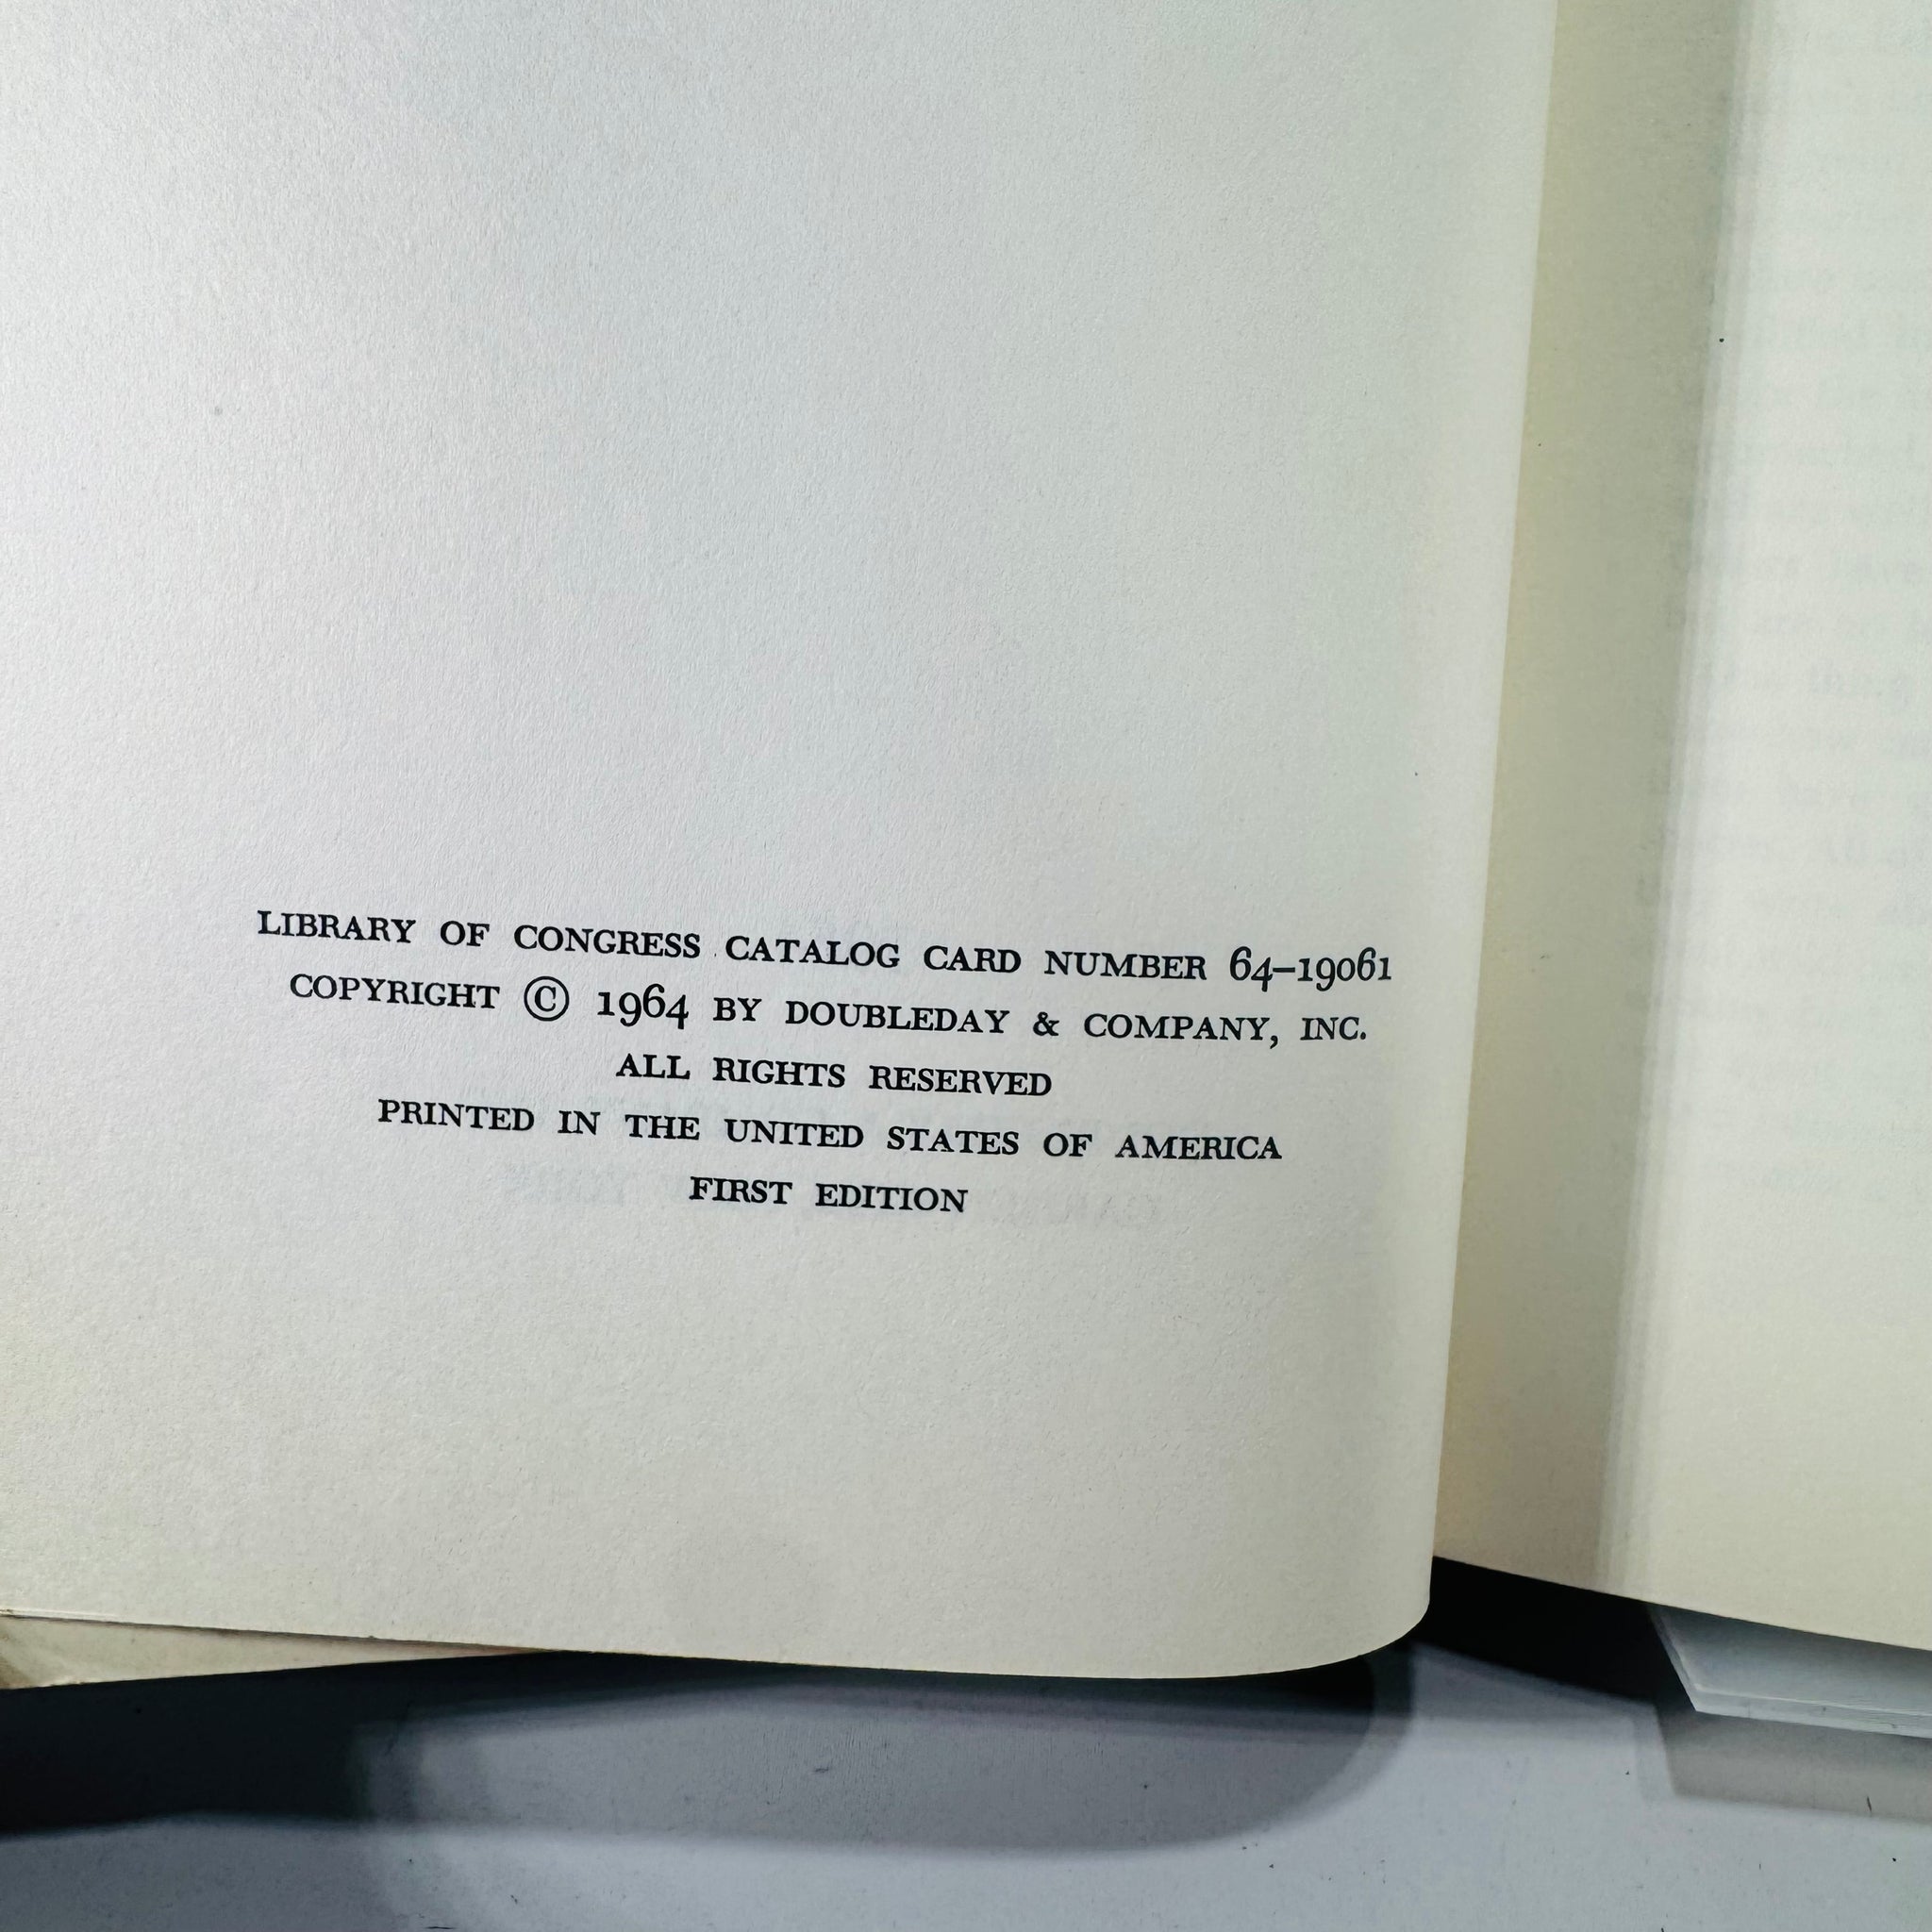 LIBRARY OF CONGRESS CATALOG CARD NUMBER 64–19061
COPYRIGHT © 1964 BY DOUBLEDAY & COMPANY, INC.
ALL RIGHTS RESERVED
PRINTED IN THE UNITED STATES OF AMERICA
FIRST EDITION